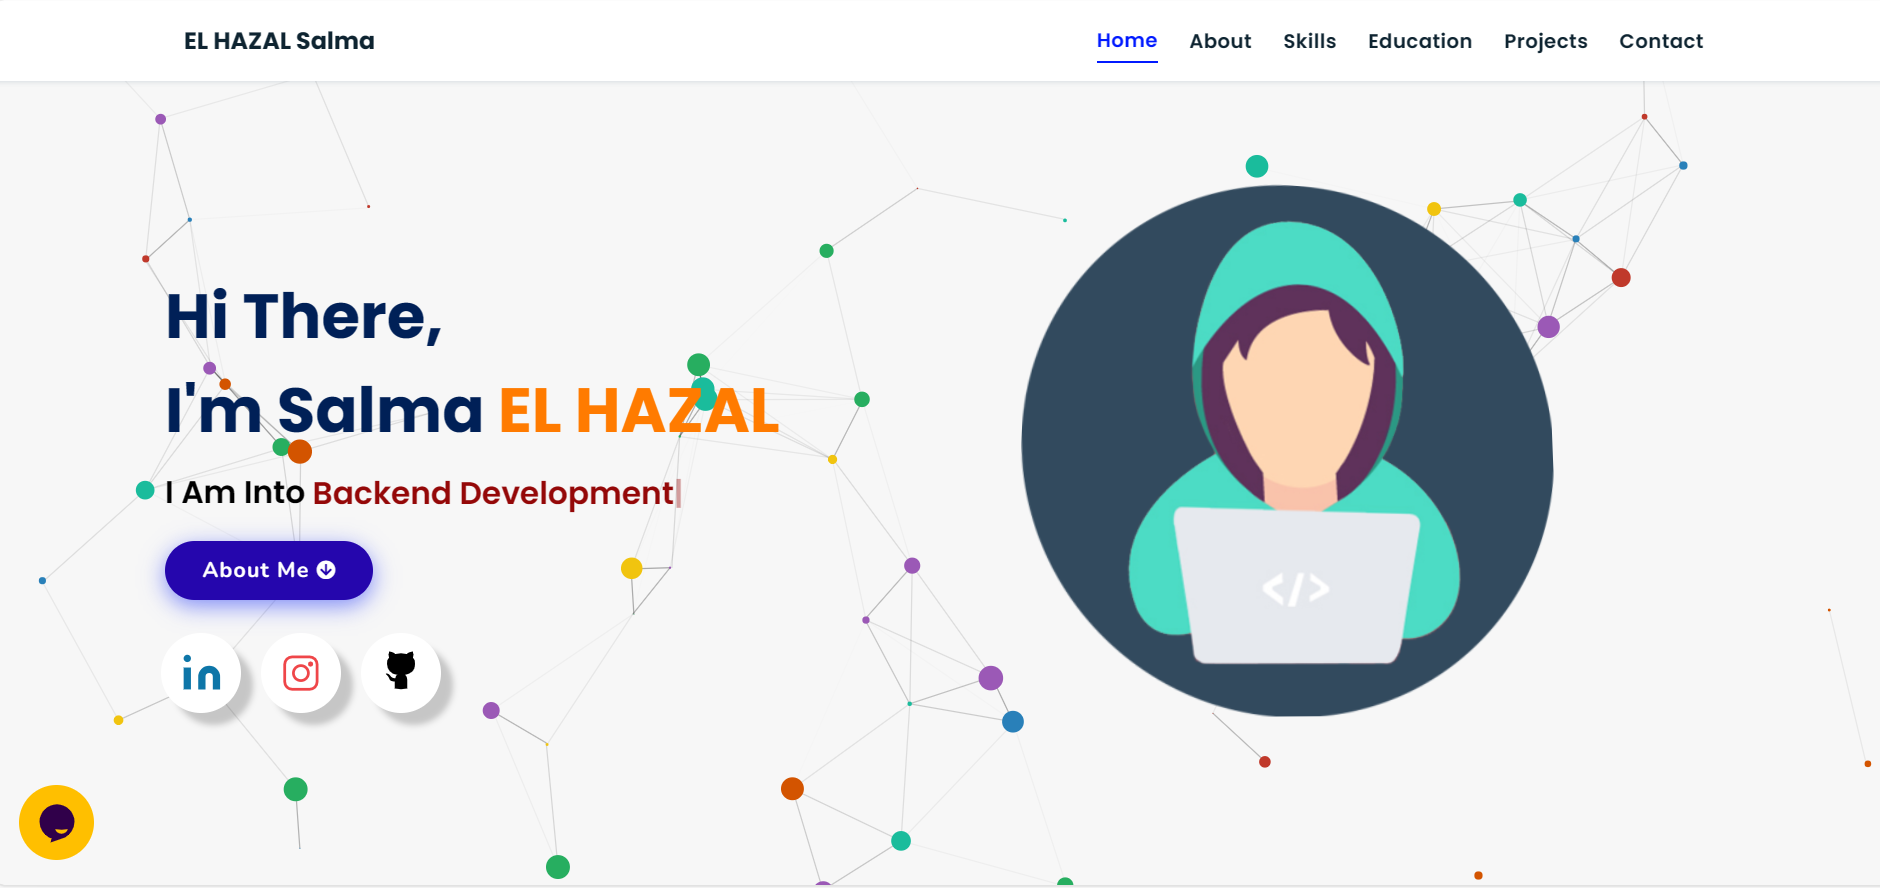 EL HAZAL Salma
Home About Skills Education Projects Contact
Hi There,
I'm Salma EL HAZAL
I Am Into Backend Development
About Me
in
</>